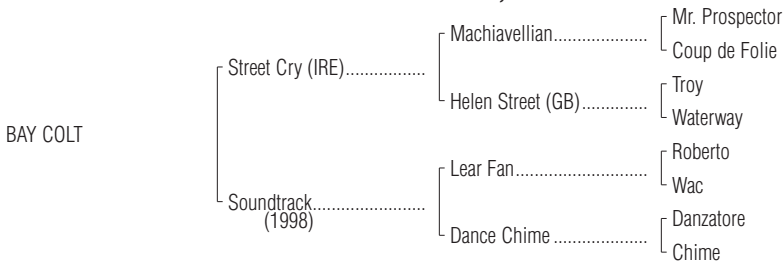 Mr. Prospector
Machiavellian....................
Coup de Folie
Street Cry (IRE).................
Troy
Helen Street (GB)..............
Waterway
BAY COLT
Roberto
Lear Fan............................
Wac
Soundtrack........................
(1998)
Danzatore
Dance Chime ....................
Chime